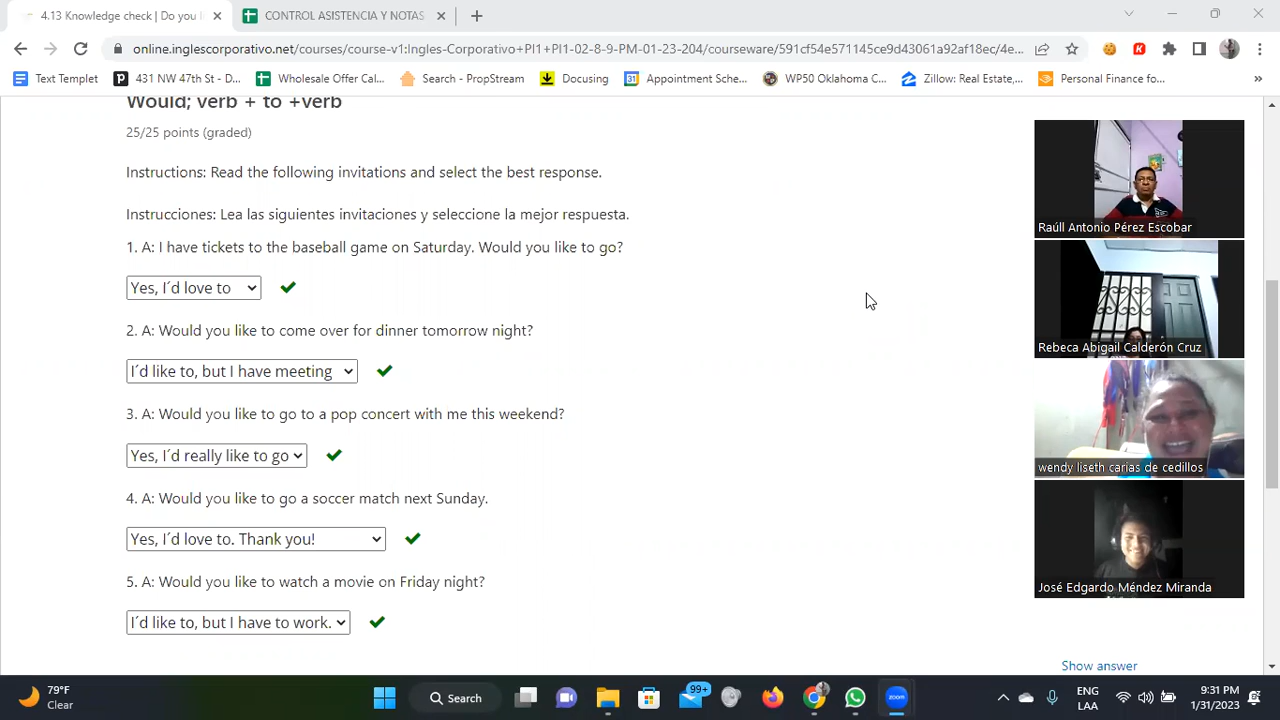 4.13 Knowledge check | Do you l
CONTROL ASISTENCIA Y NOTAS
online.inglescorporativo.net/courses/course-v1:Ingles-Corporativo+PI1+PI1-02-8-9-PM-01-23-204/courseware/591cf54e571145ce9d43061a92af18ec/4e...
Text Templet
431 NW 47th St - D...
Wholesale Offer Cal...
Search - PropStream
Docusing
Appointment Sche...
WP50 Oklahoma C...
Zillow: Real Estate,...
Personal Finance fo...
»
Would; verb + to +verb
25/25 points (graded)
Instructions: Read the following invitations and select the best response.
Instrucciones: Lea las siguientes invitaciones y seleccione la mejor respuesta.
1. A: I have tickets to the baseball game on Saturday. Would you like to go?
Yes, I´d love to
2. A: Would you like to come over for dinner tomorrow night?
I´d like to, but I have meeting
3. A: Would you like to go to a pop concert with me this weekend?
Yes, I´d really like to go
4. A: Would you like to go a soccer match next Sunday.
Yes, I´d love to. Thank you!
5. A: Would you like to watch a movie on Friday night?
I´d like to, but I have to work.
Show answer
Raúll Antonio Pérez Escobar
Rebeca Abigail Calderón Cruz
wendy liseth carias de cedillos
José Edgardo Méndez Miranda
79°F
Clear
Search
99+
zoom
ENG
LAA
9:31 PM
1/31/2023